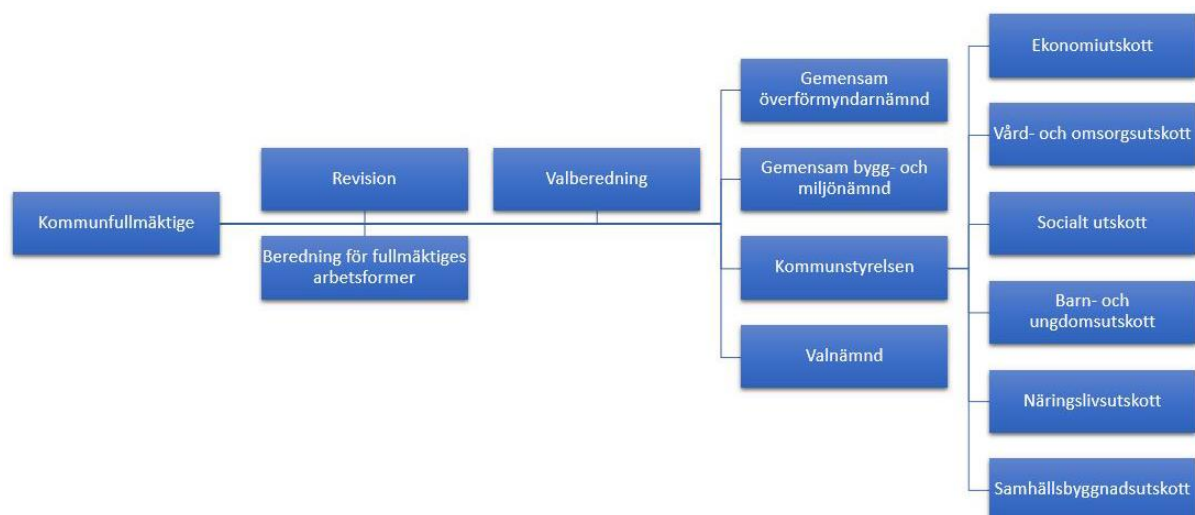 Kommunfullmäktige
Revision
Beredning för fullmäktiges
arbetsformer
Valberedning
Gemensam
överförmyndarnämnd
Gemensam bygg- och
miljönämnd
Kommunstyrelsen
Valnämnd
Ekonomiutskott
Vård- och omsorgsutskott
Socialt utskott
Barn- och
ungdomsutskott
Näringslivsutskott
Samhällsbyggnadsutskott